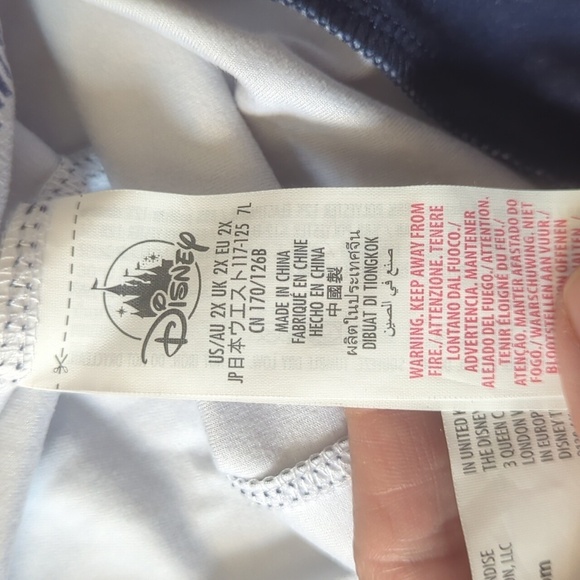 Disney
US/AU 2X UK 2X EU 2X
JP日本ウエスト117-125 7L
CN 170/126B
MADE IN CHINA
FABRIQUÉ EN CHINE
HECHO EN CHINA
中國製
ผลิตในประเทศจีน
DIBUAT DI TIONGKOK
صنع في الصين
WARNING. KEEP AWAY FROM
FIRE./ATTENZIONE. TENERE
LONTANO DAL FUOCO./
ADVERTENCIA. MANTENER
ALEJADO DEL FUEGO./ATTENTION.
TENIR ÉLOIGNÉ DU FEU./
ATENÇÃO. MANTER AFASTADO DO
FOGO./WAARSCHUWING. NIET
BLOOTSTELLEN AAN VUUR./
IN UNITED
THE DISNEY
3 QUEEN C
LONDON
IN EUROP
DISNEY